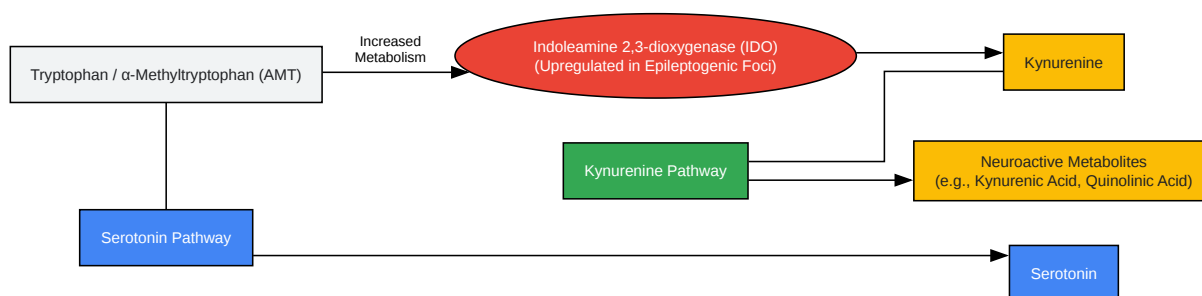 Tryptophan / α-Methyltryptophan (AMT)
Increased
Metabolism
Indoleamine 2,3-dioxygenase (IDO)
(Upregulated in Epileptogenic Foci)
Kynurenine
Kynurenine Pathway
Neuroactive Metabolites
(e.g., Kynurenic Acid, Quinolinic Acid)
Serotonin Pathway
Serotonin